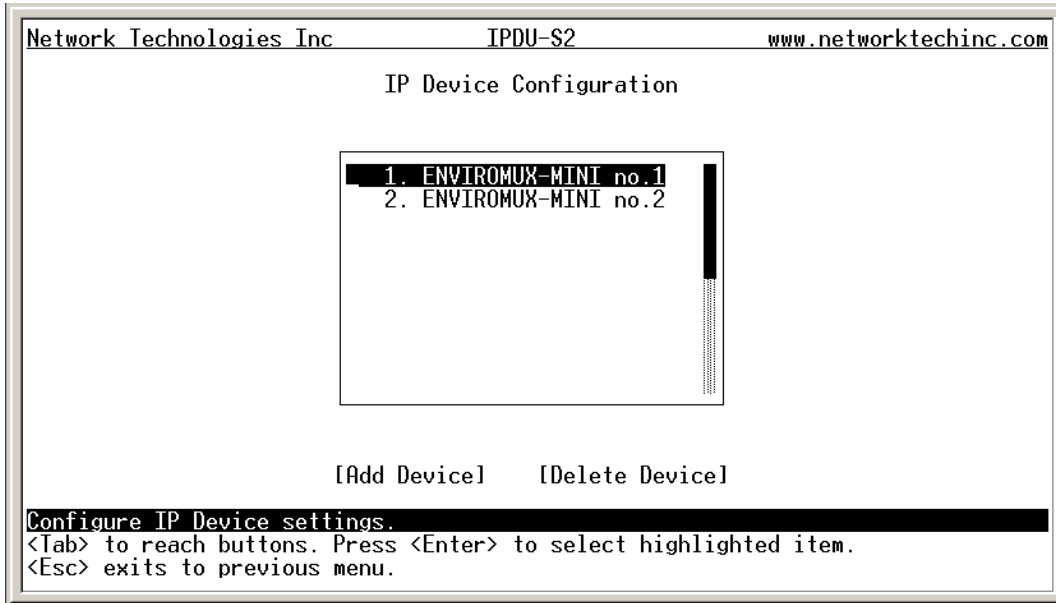 Network Technologies Inc IPDU-S2 www.networktechinc.com
IP Device Configuration
1. ENVIROMUX-MINI no.1
2. ENVIROMUX-MINI no.2
[Add Device] [Delete Device]
Configure IP Device settings.
<Tab> to reach buttons. Press <Enter> to select highlighted item.
<Esc> exits to previous menu.